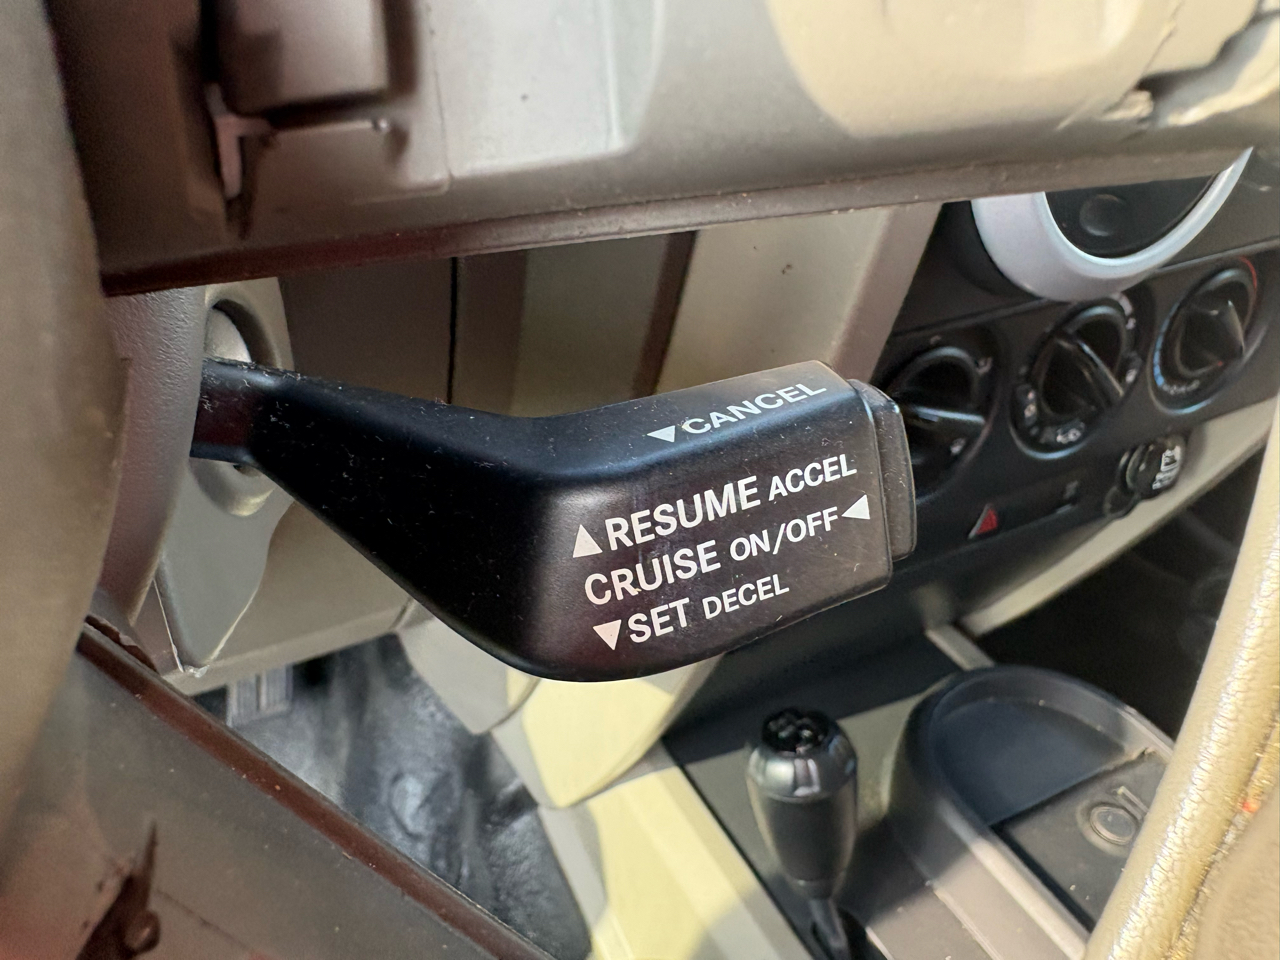 ▼CANCEL
▲RESUME ACCEL
CRUISE ON/OFF◄
▼SET DECEL